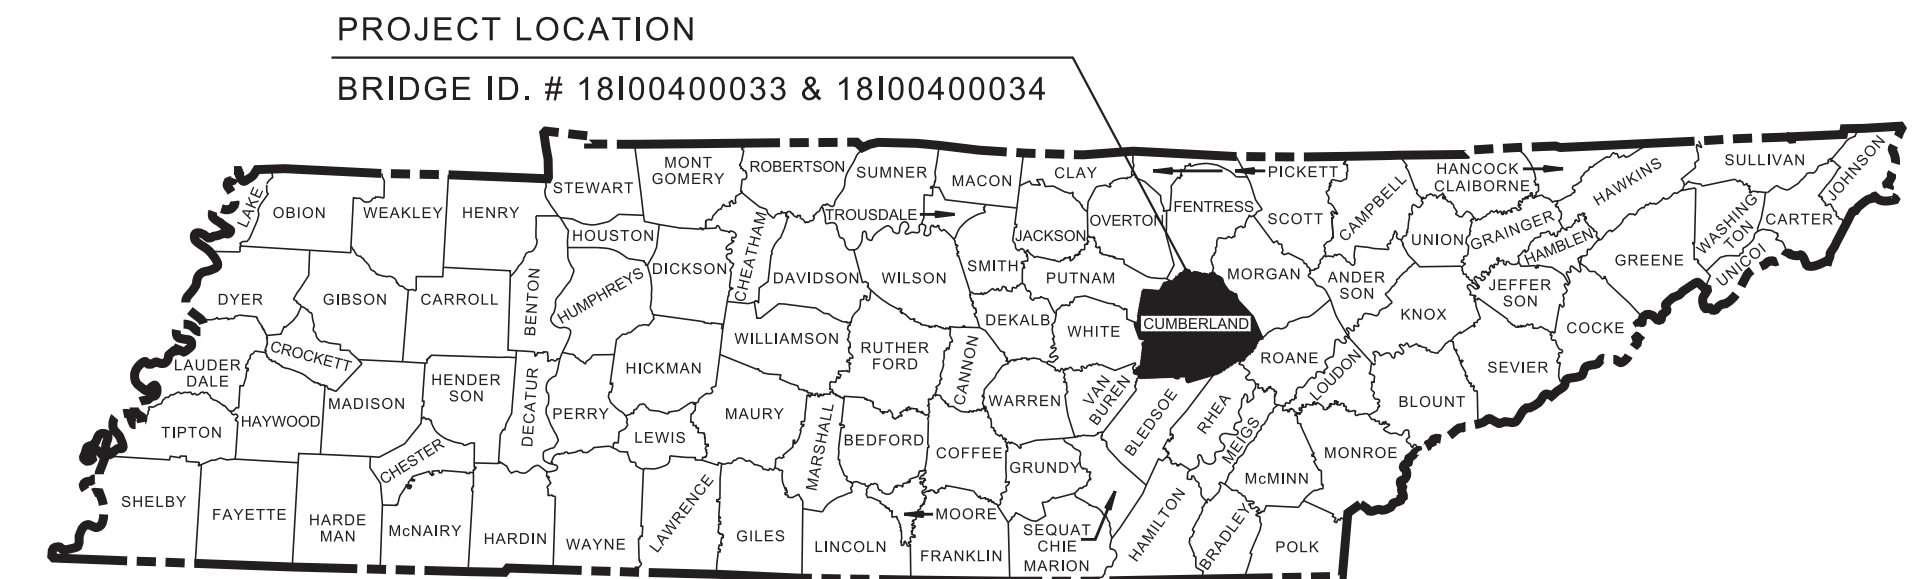 PROJECT LOCATION
BRIDGE ID. # 18I00400033 & 18I00400034
LAKE
OBION
WEAKLEY
HENRY
STEWART
MONT
GOMERY
ROBERTSON
SUMNER
MACON
CLAY
PICKETT
HANCOCK
CLAIBORNE
HAWKINS
SULLIVAN
JOHNSON
TROUSDALE
OVERTON
FENTRESS
SCOTT
CAMPBELL
UNION
GRAINGER
HAMBLEN
WASHING
TON
CARTER
UNICOI
HOUSTON
JACKSON
DYER
GIBSON
CARROLL
BENTON
HUMPHREYS
DICKSON
CHEATHAM
DAVIDSON
WILSON
SMITH
PUTNAM
MORGAN
ANDER
SON
JEFFER
SON
GREENE
DEKALB
WHITE
CUMBERLAND
KNOX
COCKE
LAUDER
DALE
CROCKETT
WILLIAMSON
RUTHER
FORD
CANNON
ROANE
LOUDON
SEVIER
HAYWOOD
MADISON
HENDER
SON
DECATUR
PERRY
HICKMAN
MAURY
WARREN
VAN
BUREN
BLEDSOE
RHEA
MEIGS
BLOUNT
TIPTON
CHESTER
LEWIS
MARSHALL
BEDFORD
COFFEE
GRUNDY
McMINN
MONROE
SHELBY
FAYETTE
HARDE
MAN
McNAIRY
HARDIN
WAYNE
LAWRENCE
GILES
LINCOLN
MOORE
FRANKLIN
SEQUAT
CHIE
MARION
HAMILTON
BRADLEY
POLK